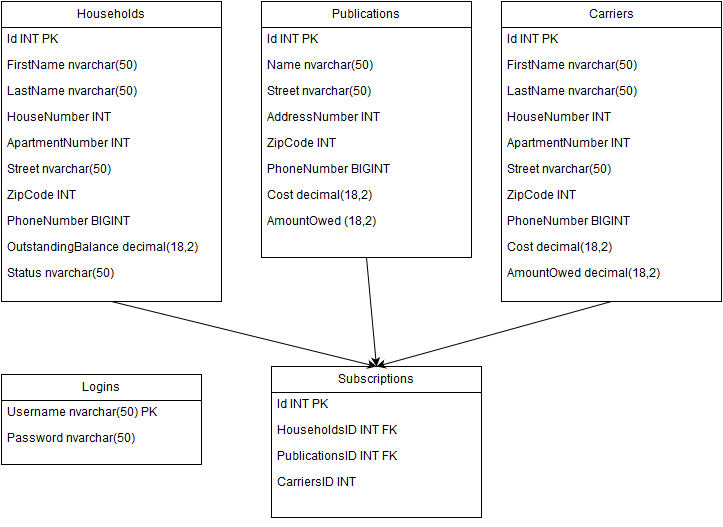 Households
Id INT PK
FirstName nvarchar(50)
LastName nvarchar(50)
HouseNumber INT
ApartmentNumber INT
Street nvarchar(50)
ZipCode INT
PhoneNumber BIGINT
OutstandingBalance decimal(18,2)
Status nvarchar(50)
Publications
Id INT PK
Name nvarchar(50)
Street nvarchar(50)
AddressNumber INT
ZipCode INT
PhoneNumber BIGINT
Cost decimal(18,2)
AmountOwed (18,2)
Carriers
Id INT PK
FirstName nvarchar(50)
LastName nvarchar(50)
HouseNumber INT
ApartmentNumber INT
Street nvarchar(50)
ZipCode INT
PhoneNumber BIGINT
Cost decimal(18,2)
AmountOwed decimal(18,2)
Logins
Username nvarchar(50) PK
Password nvarchar(50)
Subscriptions
Id INT PK
HouseholdsID INT FK
PublicationsID INT FK
CarriersID INT